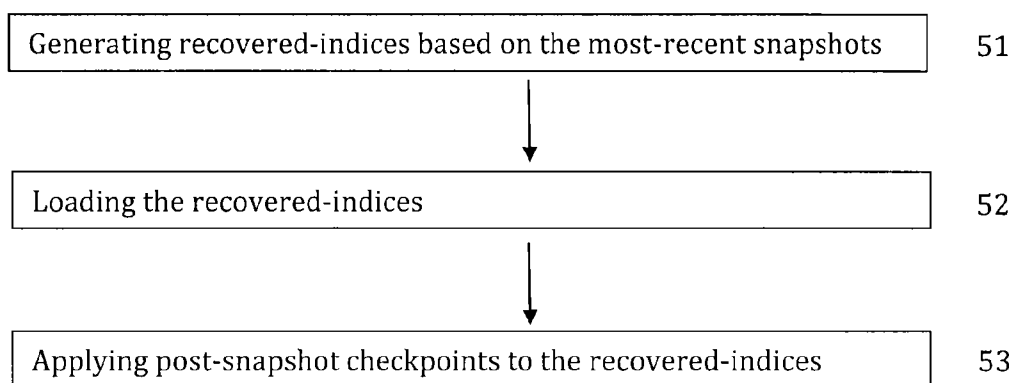 Generating recovered-indices based on the most-recent snapshots 51
Loading the recovered-indices 52
Applying post-snapshot checkpoints to the recovered-indices 53